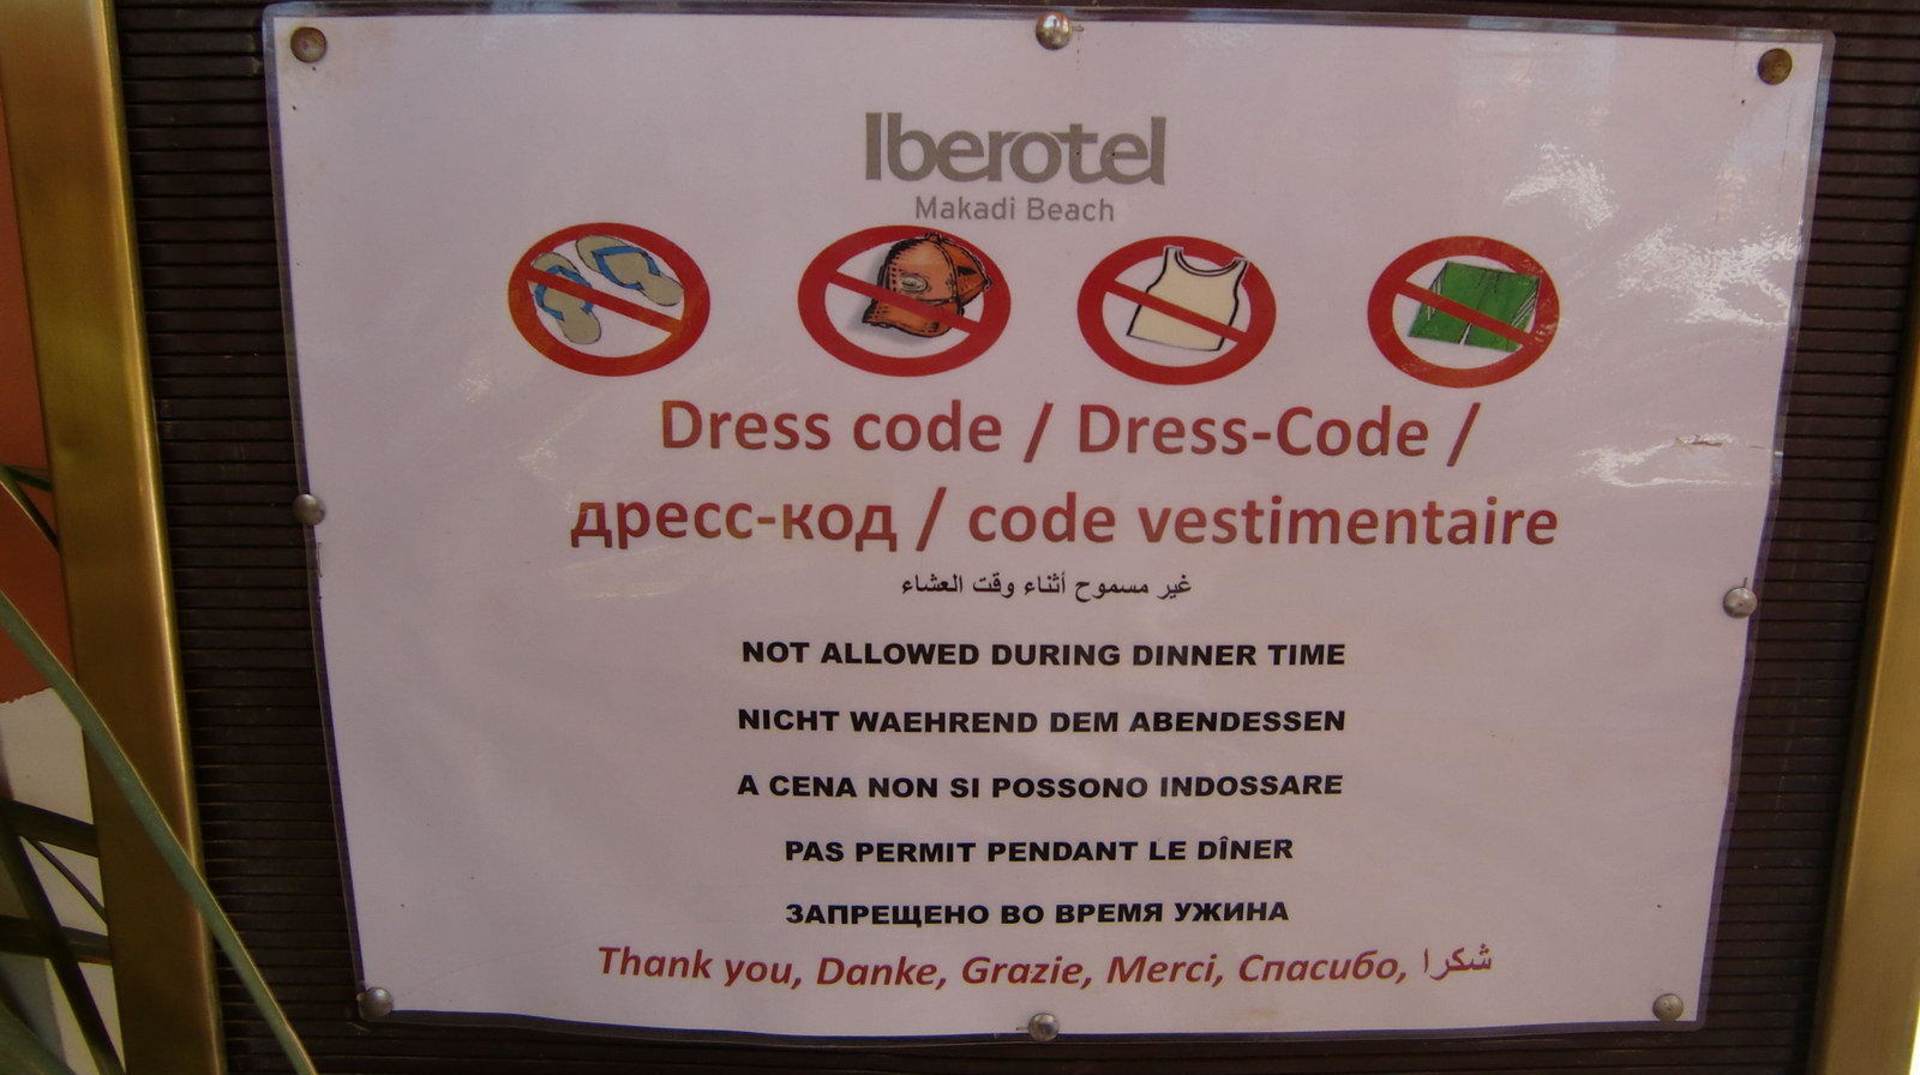 Iberotel
Makadi Beach
Dress code / Dress-Code /
дресс-код / code vestimentaire
غير مسموح أثناء وقت العشاء
NOT ALLOWED DURING DINNER TIME
NICHT WAEHREND DEM ABENDESSEN
A CENA NON SI POSSONO INDOSSARE
PAS PERMIT PENDANT LE DÎNER
ЗАПРЕЩЕНО ВО ВРЕМЯ УЖИНА
Thank you, Danke, Grazie, Merci, Спасибо, شكرا